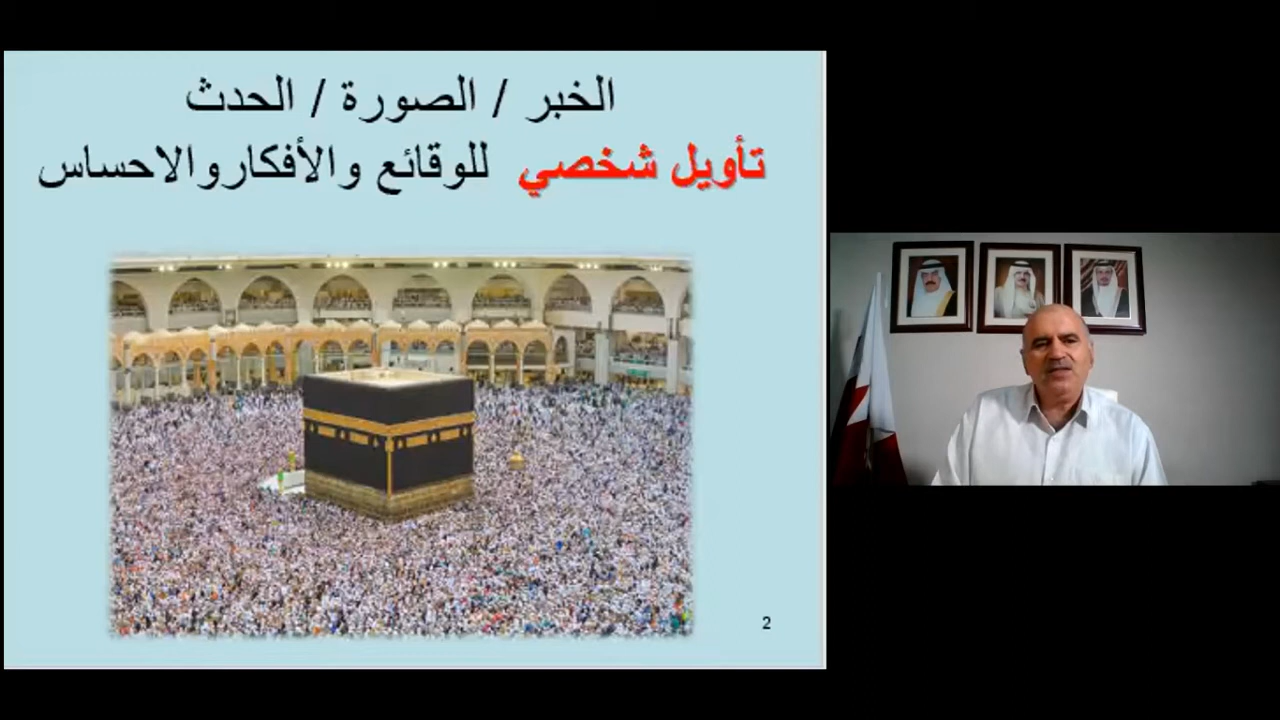 الخبر / الصورة / الحدث
تأويل شخصي للوقائع والأفكاروالاحساس
2